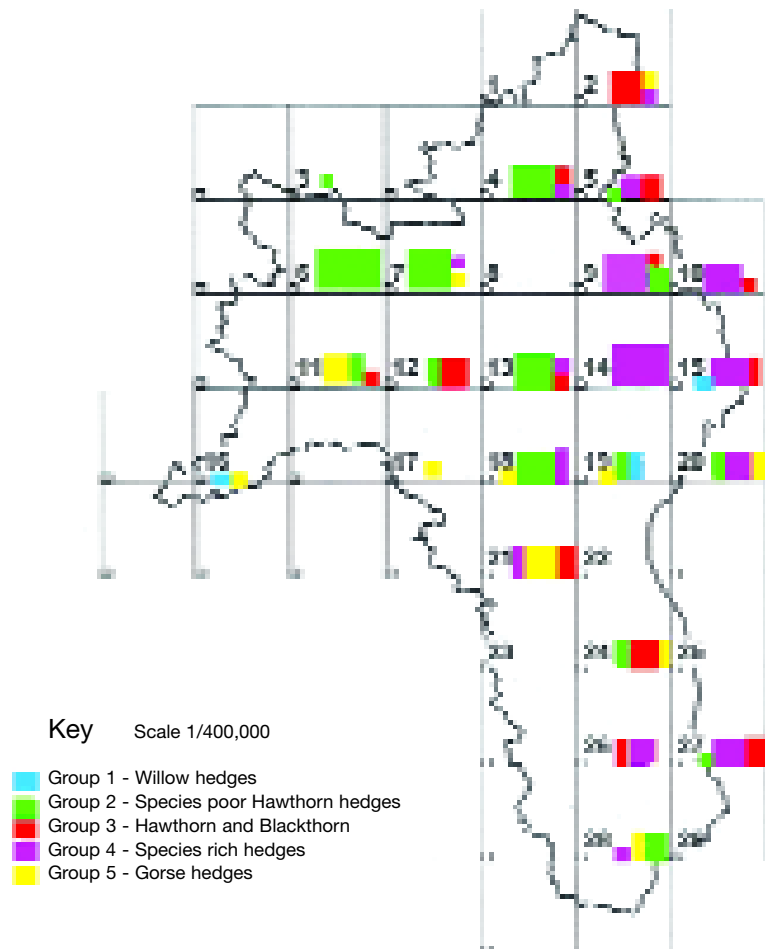 1 2
3 4 5
6 7 8 9 10
11 12 13 14 15
16 17 18 19 20
21 22
23 24 25
26 27
28 29
Key Scale 1/400,000
Group 1 - Willow hedges
Group 2 - Species poor Hawthorn hedges
Group 3 - Hawthorn and Blackthorn
Group 4 - Species rich hedges
Group 5 - Gorse hedges